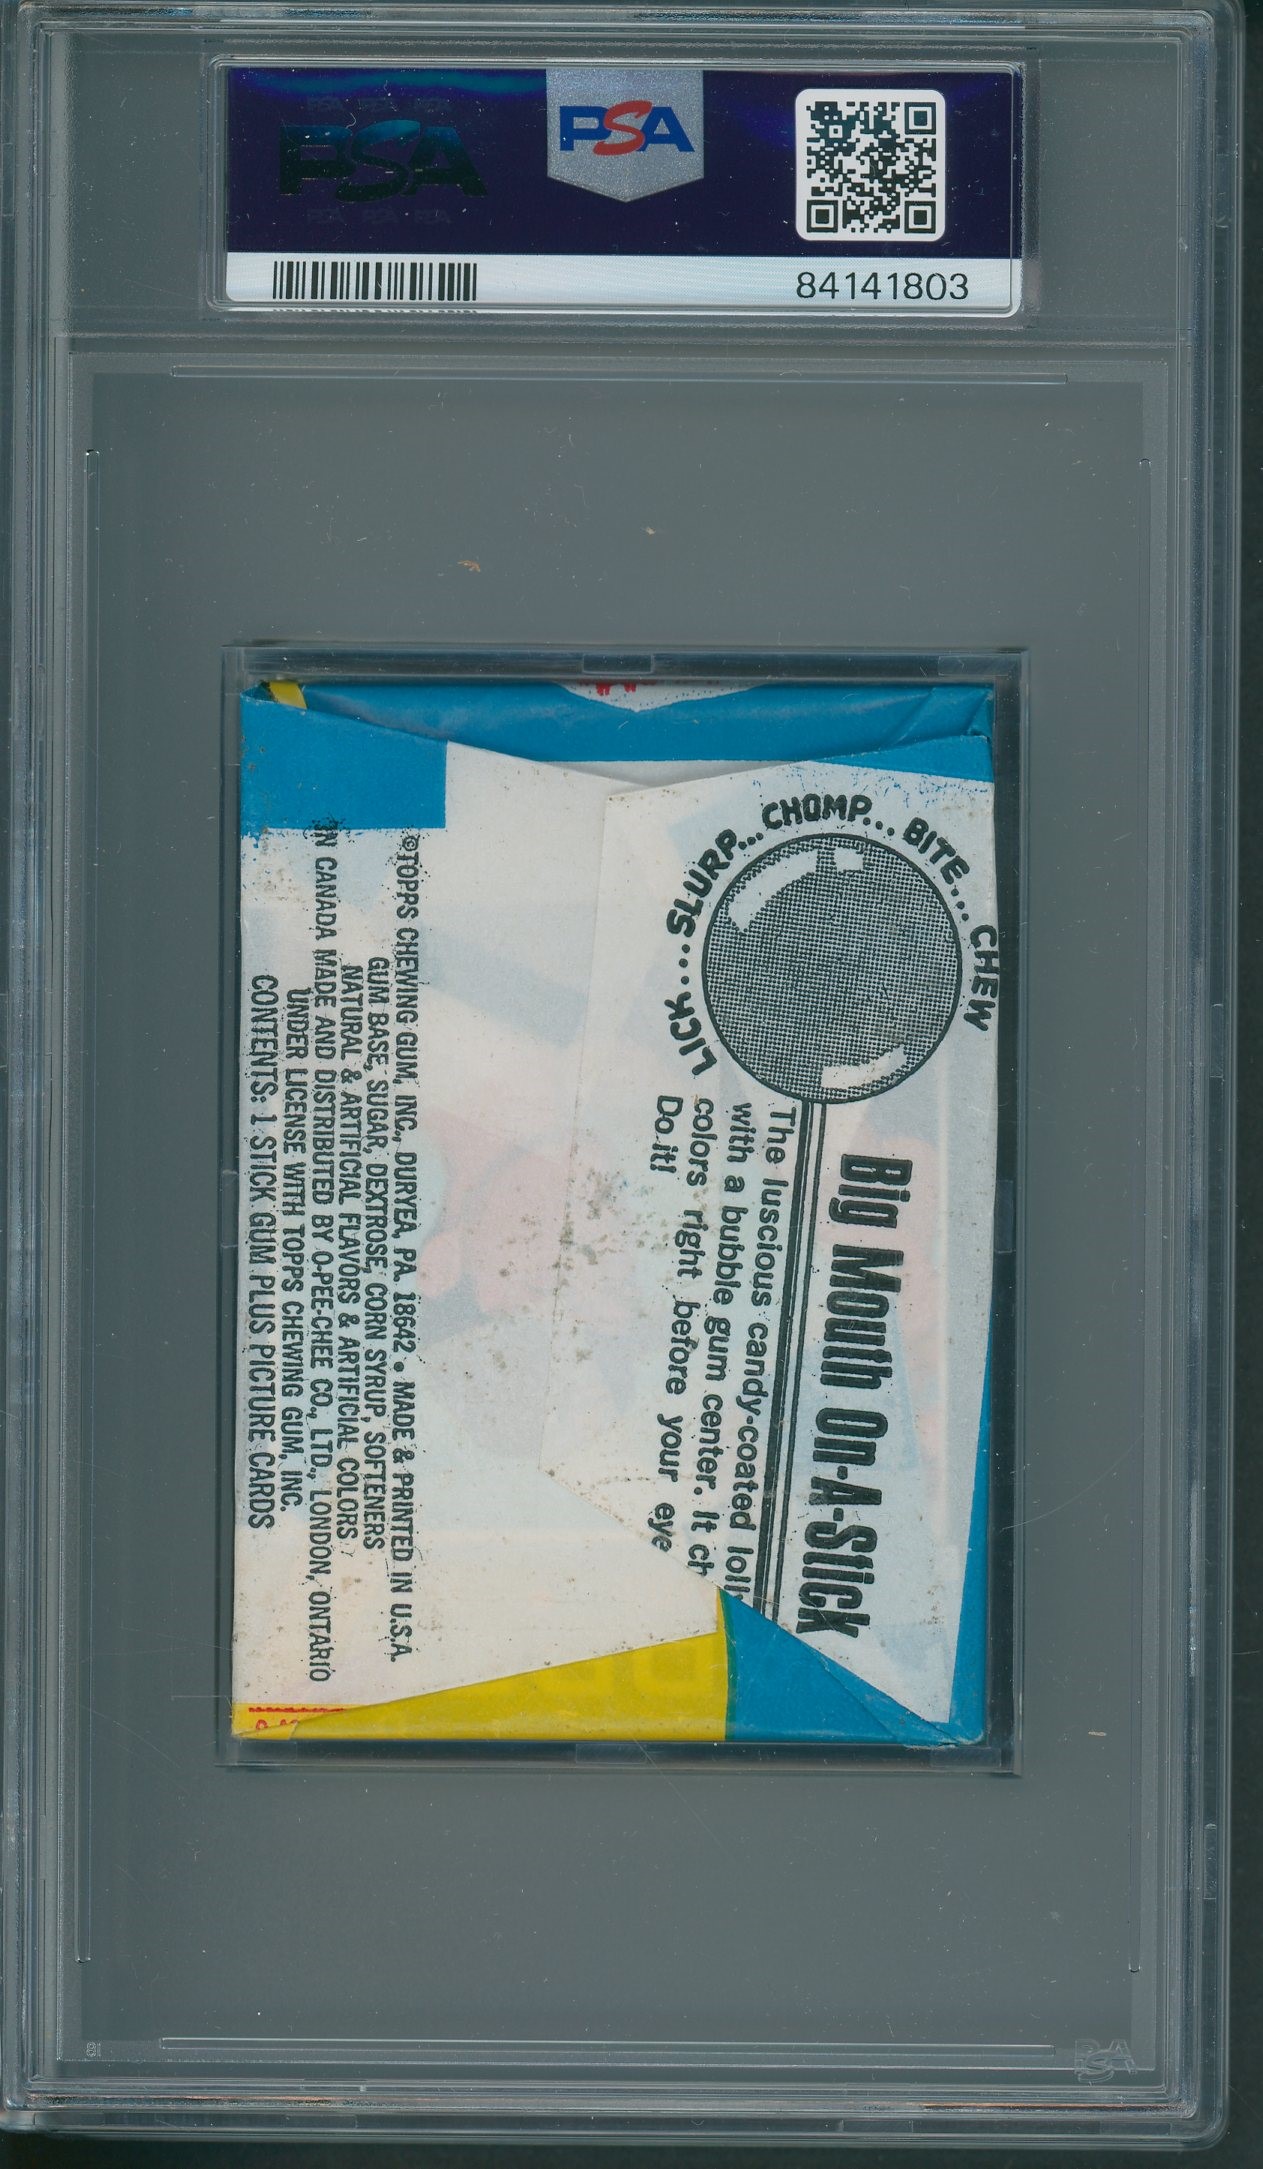 PSA
PSA
84141803
LICK....SLURP...CHOMP...BITE...CHEW
Big Mouth On-A-Stick
The luscious candy-coated
with a bubble gum center. It
colors right before your
Do it!
©TOPPS CHEWING GUM, INC., DURYEA, PA. 18642 • MADE & PRINTED IN U.S.A.
GUM BASE, SUGAR, DEXTROSE, CORN SYRUP, SOFTENERS
NATURAL & ARTIFICIAL FLAVORS & ARTIFICIAL COLORS
IN CANADA MADE AND DISTRIBUTED BY O-PEE-CHEE CO., LTD., LONDON, ONTARIO
UNDER LICENSE WITH TOPPS CHEWING GUM, INC.
CONTENTS: 1 STICK GUM PLUS PICTURE CARDS
PSA